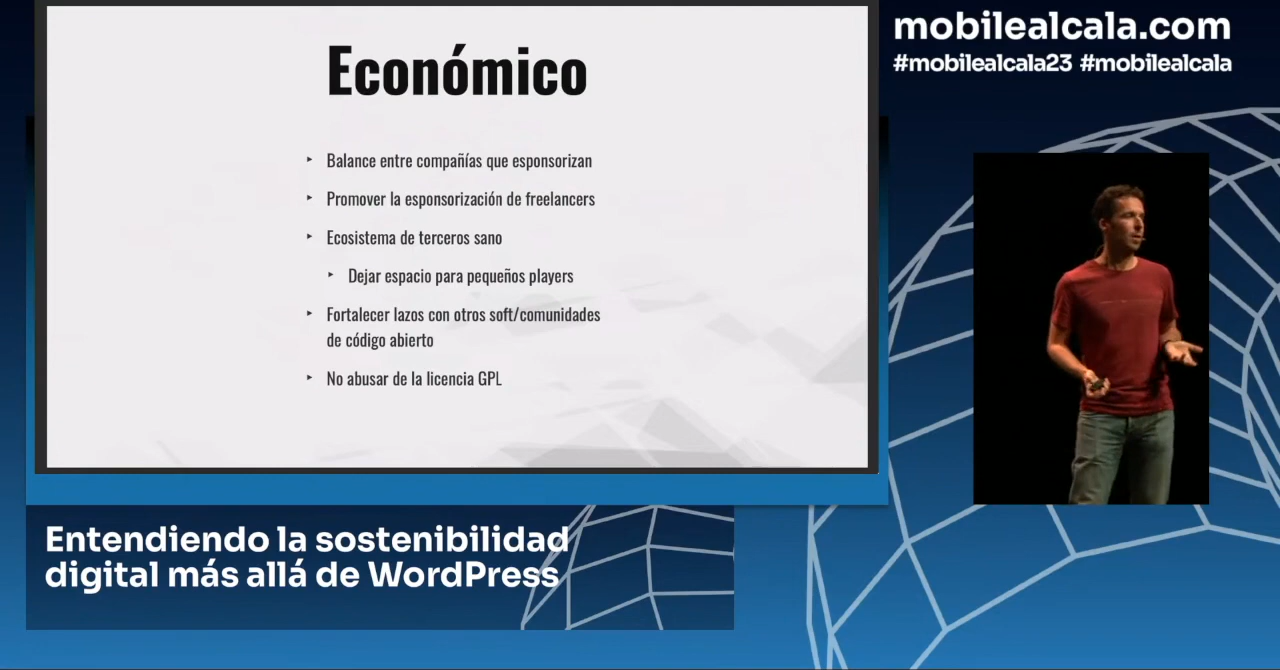 Económico
Balance entre compañías que esponsorizan
Promover la esponsorización de freelancers
Ecosistema de terceros sano
Dejar espacio para pequeños players
Fortalecer lazos con otros soft/comunidades
de código abierto
No abusar de la licencia GPL
mobilealcala.com
#mobilealcala23 #mobilealcala
Entendiendo la sostenibilidad
digital más allá de WordPress